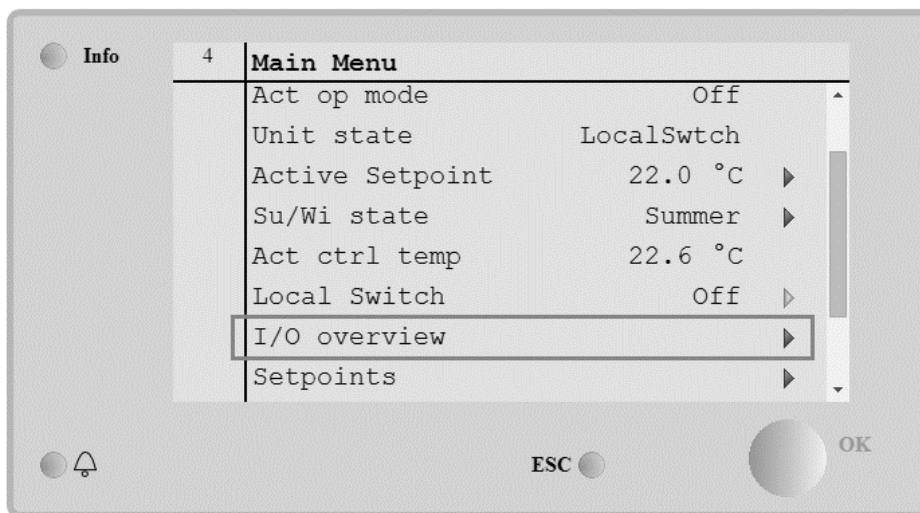 Info
4 Main Menu
Act op mode Off
Unit state LocalSwtch
Active Setpoint 22.0 °C
Su/Wi state Summer
Act ctrl temp 22.6 °C
Local Switch Off
I/O overview
Setpoints
ESC
OK